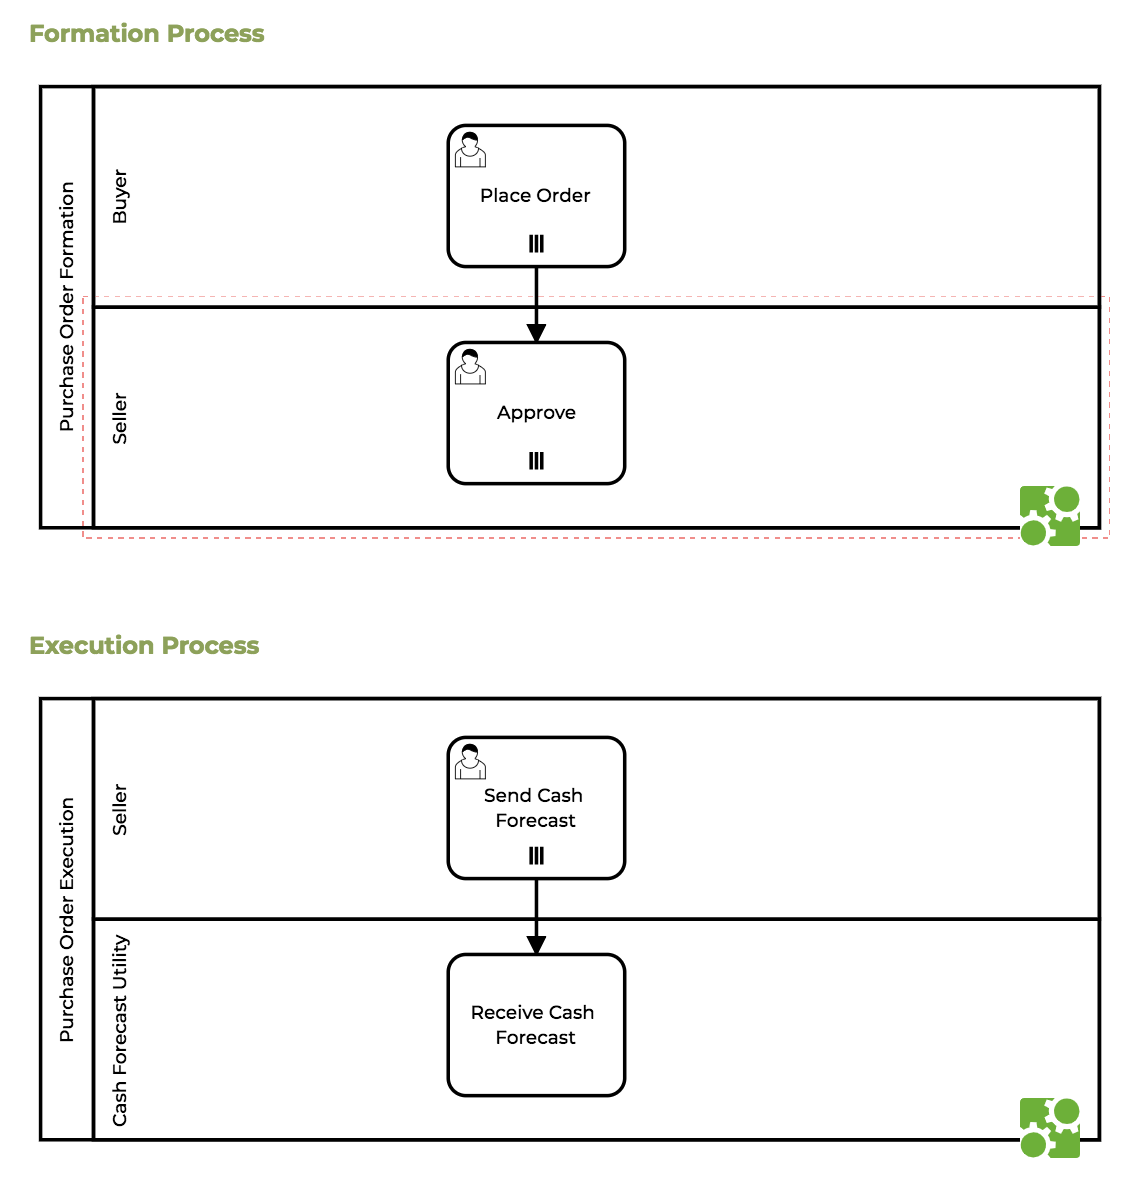 Formation Process
Purchase Order Formation
Buyer
Place Order
Seller
Approve
Execution Process
Purchase Order Execution
Seller
Send Cash
Forecast
Cash Forecast Utility
Receive Cash
Forecast